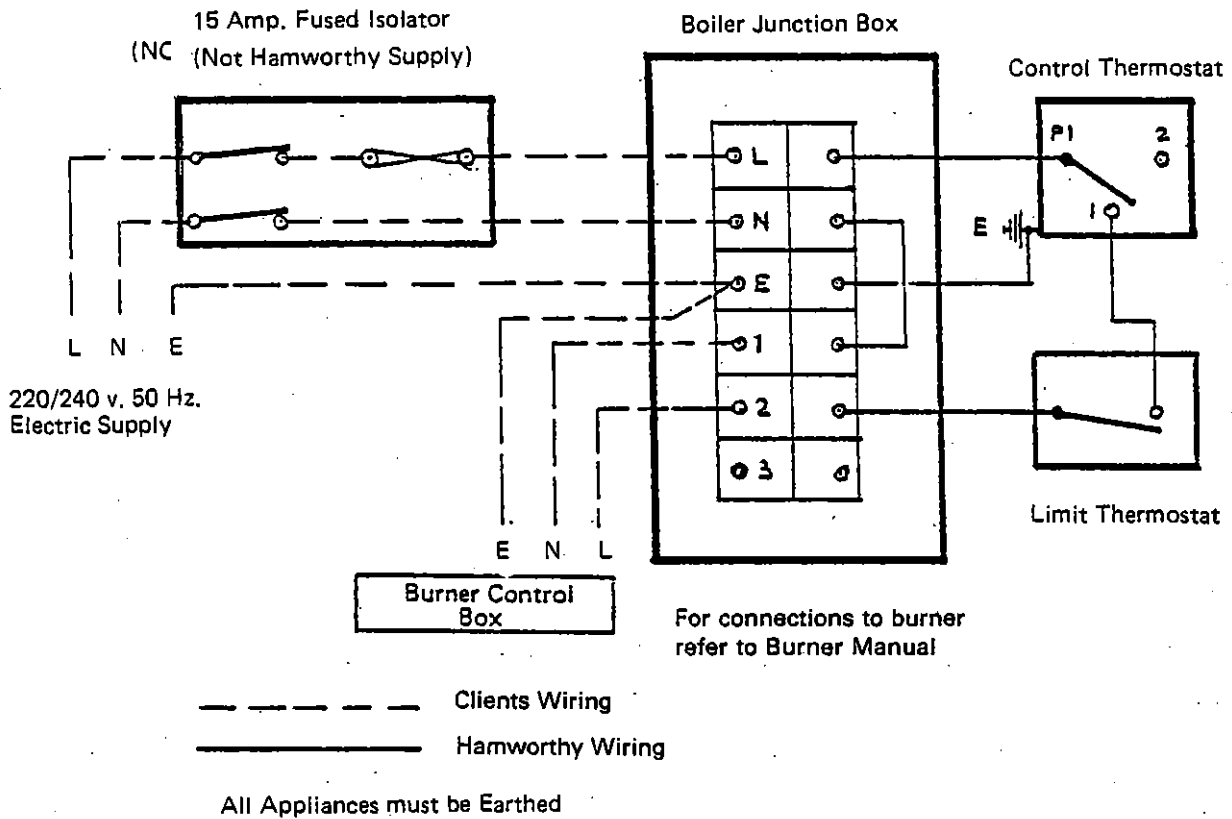 15 Amp. Fused Isolator
(NC (Not Hamworthy Supply)
Boiler Junction Box
Control Thermostat
P1 2
1
E
L
N
E
1
2
3
L N E
220/240 v. 50 Hz.
Electric Supply
Limit Thermostat
E N L
Burner Control
Box
For connections to burner
refer to Burner Manual
Clients Wiring
Hamworthy Wiring
All Appliances must be Earthed